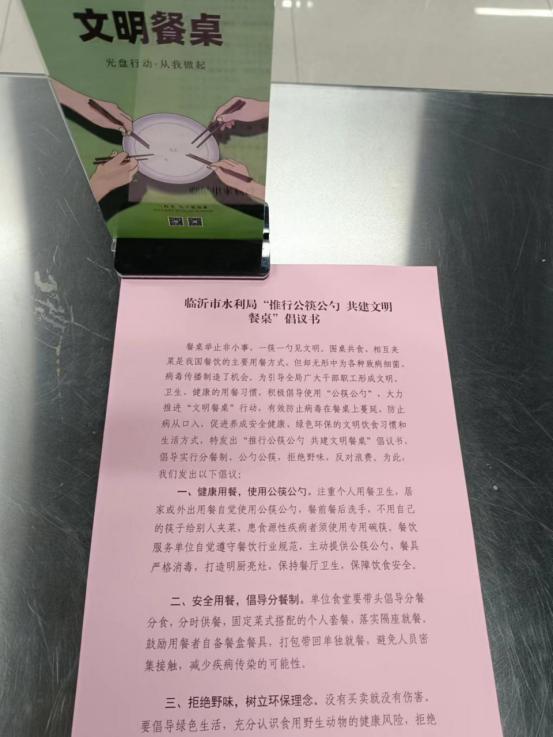 文明餐桌
光盘行动·从我做起
临沂市水利局“推行公筷公勺 共建文明
餐桌”倡议书
餐桌举止非小事，一筷一勺见文明。围桌共食、相互夹
菜是我国餐饮的主要用餐方式，但却无形中为各种致病细菌、
病毒传播制造了机会。为引导全局广大干部职工形成文明、
卫生、健康的用餐习惯，积极倡导使用“公筷公勺”，大力
推进“文明餐桌”行动，有效防止病毒在餐桌上蔓延，防止
病从口入，促进养成安全健康、绿色环保的文明饮食习惯和
生活方式，特发出“推行公筷公勺 共建文明餐桌”倡议书，
倡导实行分餐制，公勺公筷，拒绝野味，反对浪费。为此，
我们发出以下倡议：
一、健康用餐，使用公筷公勺。注重个人用餐卫生，居
家或外出用餐自觉使用公筷公勺，餐前餐后洗手，不用自己
的筷子给别人夹菜，患食源性疾病者须使用专用碗筷。餐饮
服务单位自觉遵守餐饮行业规范，主动提供公筷公勺，餐具
严格消毒，打造明厨亮灶，保持餐厅卫生，保障饮食安全。
二、安全用餐，倡导分餐制。单位食堂要带头倡导分餐
分食，分时供餐，固定菜式搭配的个人套餐，落实隔座就餐，
鼓励用餐者自备餐盒餐具，打包带回单独就餐，避免人员密
集接触，减少疾病传染的可能性。
三、拒绝野味，树立环保理念。没有买卖就没有伤害。
要倡导绿色生活，充分认识食用野生动物的健康风险，拒绝